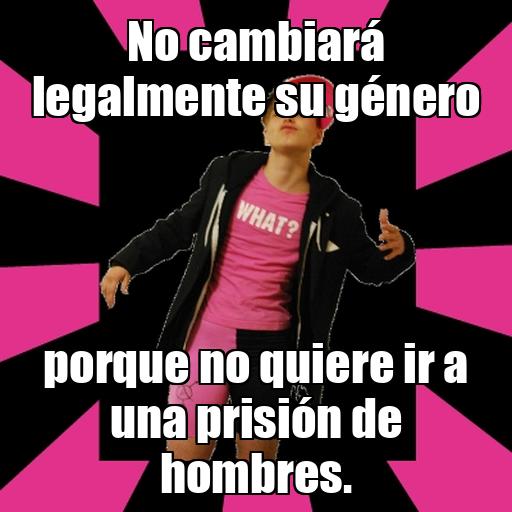 No cambiará
legalmente su género
WHAT?
porque no quiere ir a
una prisión de
hombres.